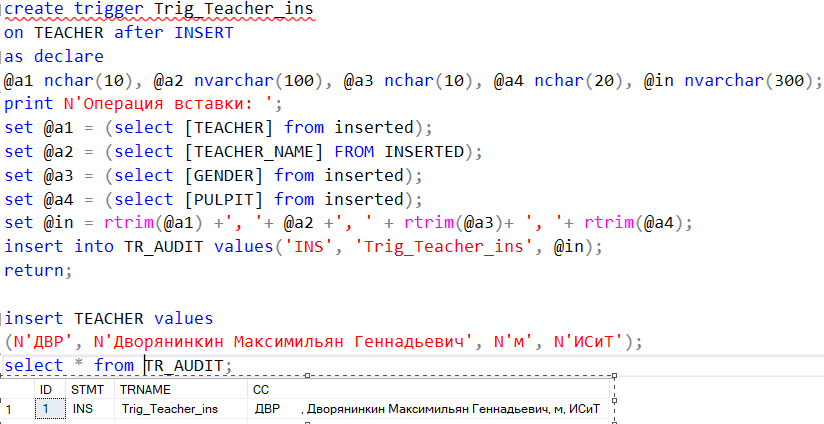 create trigger Trig_Teacher_ins
on TEACHER after INSERT
as declare
@a1 nchar(10), @a2 nvarchar(100), @a3 nchar(10), @a4 nchar(20), @in nvarchar(300);
print N'Операция вставки: ';
set @a1 = (select [TEACHER] from inserted);
set @a2 = (select [TEACHER_NAME] FROM INSERTED);
set @a3 = (select [GENDER] from inserted);
set @a4 = (select [PULPIT] from inserted);
set @in = rtrim(@a1) +', '+ @a2 +', ' + rtrim(@a3)+ ', '+ rtrim(@a4);
insert into TR_AUDIT values('INS', 'Trig_Teacher_ins', @in);
return;
insert TEACHER values
(N'ДВР', N'Дворянинкин Максимильян Геннадьевич', N'м', N'ИСиТ');
select * from TR_AUDIT;
ID STMT TRNAME CC
1 1 INS Trig_Teacher_ins ДВР , Дворянинкин Максимильян Геннадьевич, м, ИСиТ